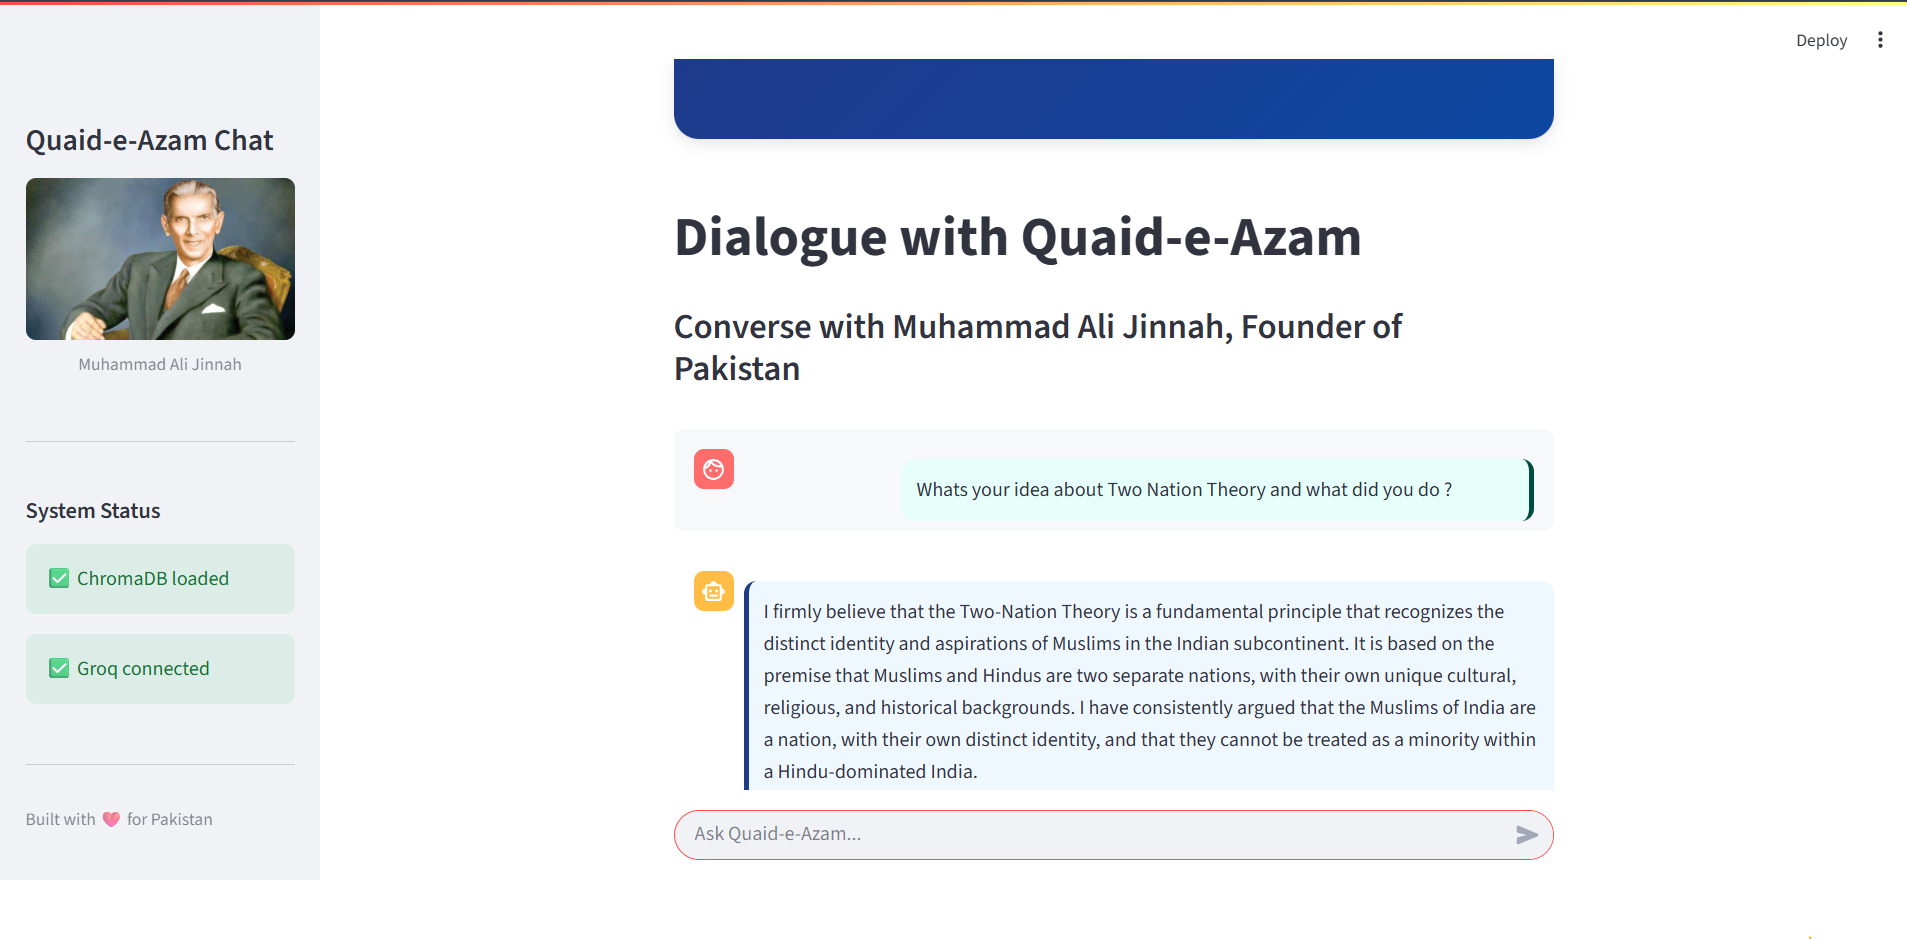 Deploy
Quaid-e-Azam Chat
Muhammad Ali Jinnah
System Status
✅ ChromaDB loaded
✅ Groq connected
Built with 💗 for Pakistan
Dialogue with Quaid-e-Azam
Converse with Muhammad Ali Jinnah, Founder of
Pakistan
Whats your idea about Two Nation Theory and what did you do ?
I firmly believe that the Two-Nation Theory is a fundamental principle that recognizes the
distinct identity and aspirations of Muslims in the Indian subcontinent. It is based on the
premise that Muslims and Hindus are two separate nations, with their own unique cultural,
religious, and historical backgrounds. I have consistently argued that the Muslims of India are
a nation, with their own distinct identity, and that they cannot be treated as a minority within
a Hindu-dominated India.
Ask Quaid-e-Azam...